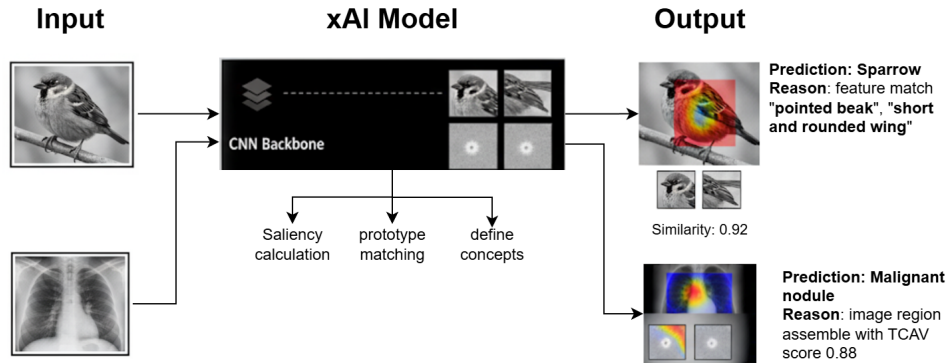 Input
xAI Model
Output
CNN Backbone
Saliency
calculation
prototype
matching
define
concepts
Prediction: Sparrow
Reason: feature match
"pointed beak", "short
and rounded wing"
Similarity: 0.92
Prediction: Malignant
nodule
Reason: image region
assemble with TCAV
score 0.88